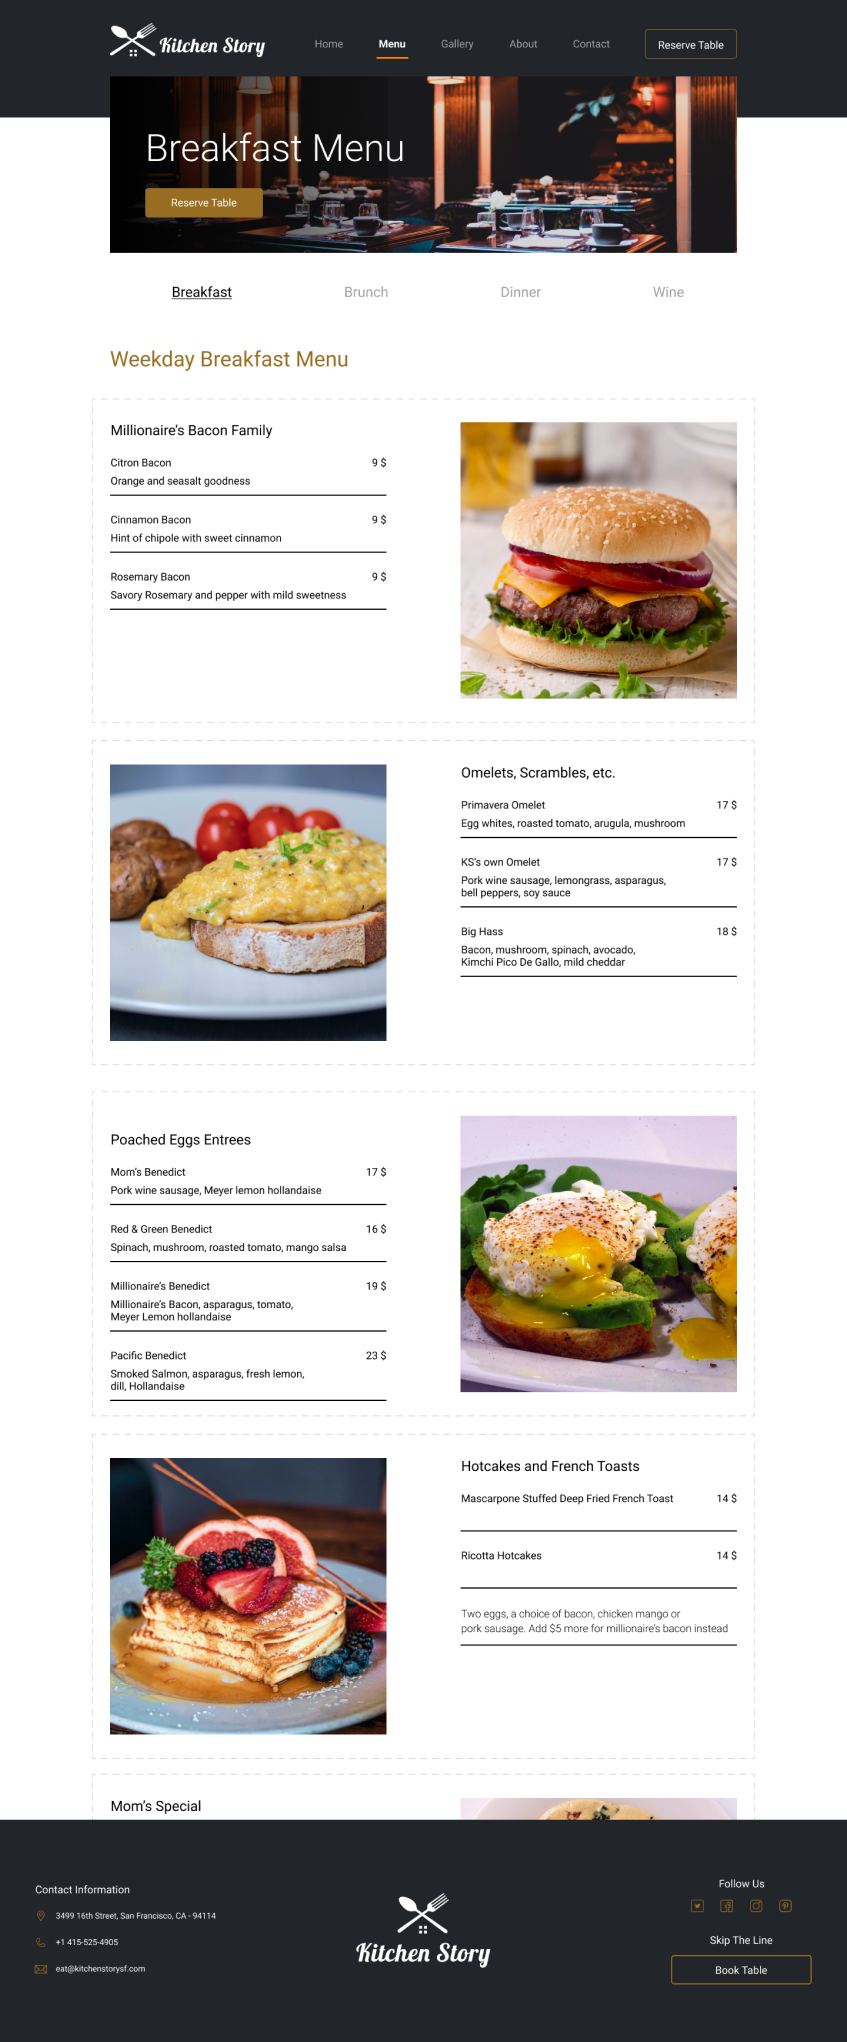 Kitchen Story
Home
Menu
Gallery
About
Contact
Reserve Table
Breakfast Menu
Reserve Table
Breakfast
Brunch
Dinner
Wine
Weekday Breakfast Menu
Millionaire's Bacon Family
Citron Bacon 9 $
Orange and seasalt goodness
Cinnamon Bacon 9 $
Hint of chipole with sweet cinnamon
Rosemary Bacon 9 $
Savory Rosemary and pepper with mild sweetness
Omelets, Scrambles, etc.
Primavera Omelet 17 $
Egg whites, roasted tomato, arugula, mushroom
KS's own Omelet 17 $
Pork wine sausage, lemongrass, asparagus,
bell peppers, soy sauce
Big Hass 18 $
Bacon, mushroom, spinach, avocado,
Kimchi Pico De Gallo, mild cheddar
Poached Eggs Entrees
Mom's Benedict 17 $
Pork wine sausage, Meyer lemon hollandaise
Red & Green Benedict 16 $
Spinach, mushroom, roasted tomato, mango salsa
Millionaire's Benedict 19 $
Millionaire's Bacon, asparagus, tomato,
Meyer Lemon hollandaise
Pacific Benedict 23 $
Smoked Salmon, asparagus, fresh lemon,
dill, Hollandaise
Hotcakes and French Toasts
Mascarpone Stuffed Deep Fried French Toast 14 $
Ricotta Hotcakes 14 $
Two eggs, a choice of bacon, chicken mango or
pork sausage. Add $5 more for millionaire's bacon instead
Mom's Special
Contact Information
3499 16th Street, San Francisco, CA - 94114
+1 415-525-4905
eat@kitchenstorysf.com
Kitchen Story
Follow Us
Skip The Line
Book Table